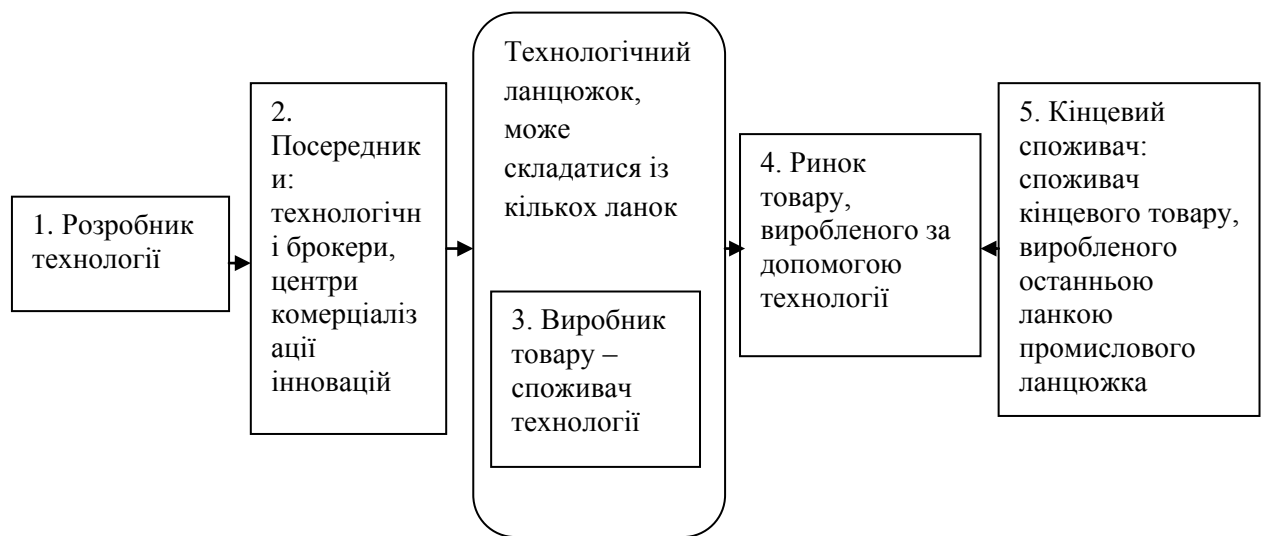 1. Розробник
технології
2.
Посередник
и:
технологічн
і брокери,
центри
комерціаліз
ації
інновацій
Технологічний
ланцюжок,
може
складатися із
кількох ланок
3. Виробник
товару –
споживач
технології
4. Ринок
товару,
виробленого за
допомогою
технології
5. Кінцевий
споживач:
споживач
кінцевого товару,
виробленого
останньою
ланкою
промислового
ланцюжка